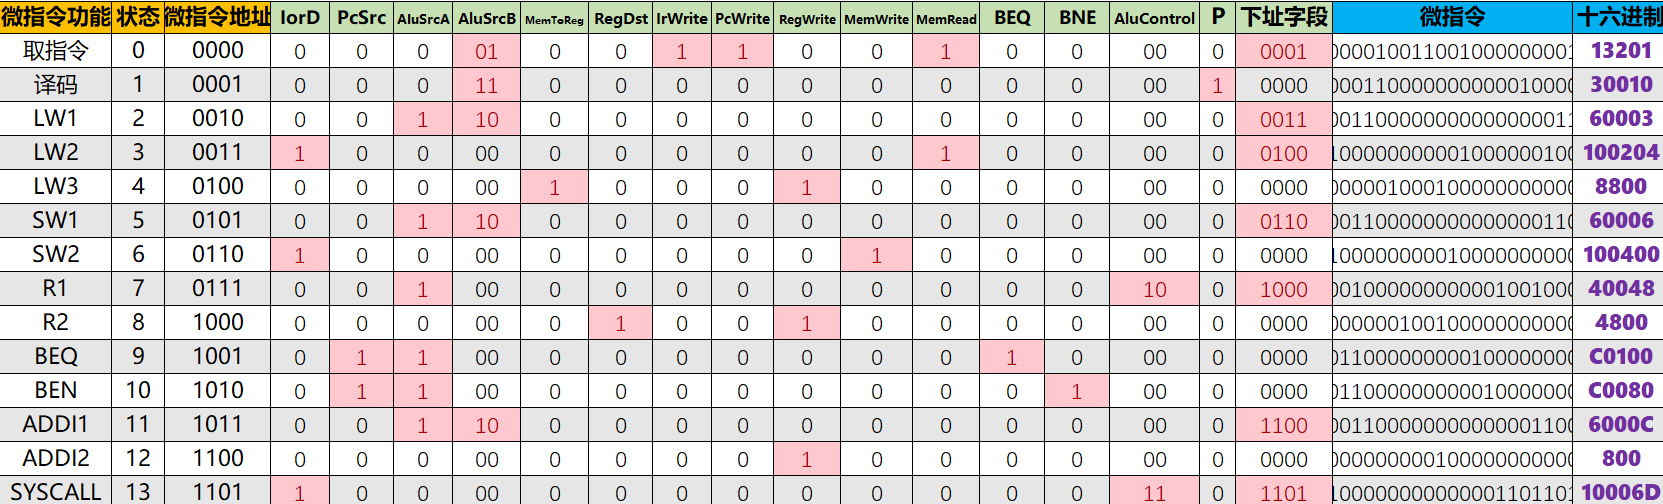 微指令功能 状态 微指令地址 IorD PcSrc AluSrcA AluSrcB MemToReg RegDst IrWrite PcWrite RegWrite MemWrite MemRead BEQ BNE AluControl P 下址字段 微指令 十六进制
取指令 0 0000 0 0 0 01 0 0 1 1 0 0 1 0 0 00 0 0001 000010011001000000001 13201
译码 1 0001 0 0 0 11 0 0 0 0 0 0 0 0 0 00 1 0000 000110000000000010000 30010
LW1 2 0010 0 0 1 10 0 0 0 0 0 0 0 0 0 00 0 0011 001100000000000000011 60003
LW2 3 0011 1 0 0 00 0 0 0 0 0 0 1 0 0 00 0 0100 100000000001000000100 100204
LW3 4 0100 0 0 0 00 1 0 0 0 1 0 0 0 0 00 0 0000 000001000100000000000 8800
SW1 5 0101 0 0 1 10 0 0 0 0 0 0 0 0 0 00 0 0110 001100000000000000110 60006
SW2 6 0110 1 0 0 00 0 0 0 0 0 1 0 0 0 00 0 0000 100000000010000000000 100400
R1 7 0111 0 0 1 00 0 0 0 0 0 0 0 0 0 10 0 1000 001000000000001001000 40048
R2 8 1000 0 0 0 00 0 1 0 0 1 0 0 0 0 00 0 0000 000000100100000000000 4800
BEQ 9 1001 0 1 1 00 0 0 0 0 0 0 0 1 0 00 0 0000 011000000000100000000 C0100
BEN 10 1010 0 1 1 00 0 0 0 0 0 0 0 0 1 00 0 0000 011000000000010000000 C0080
ADDI1 11 1011 0 0 1 10 0 0 0 0 0 0 0 0 0 00 0 1100 001100000000000001100 6000C
ADDI2 12 1100 0 0 0 00 0 0 0 0 1 0 0 0 0 00 0 0000 000000000100000000000 800
SYSCALL 13 1101 1 0 0 00 0 0 0 0 0 0 0 0 0 11 0 1101 100000000000001101101 10006D